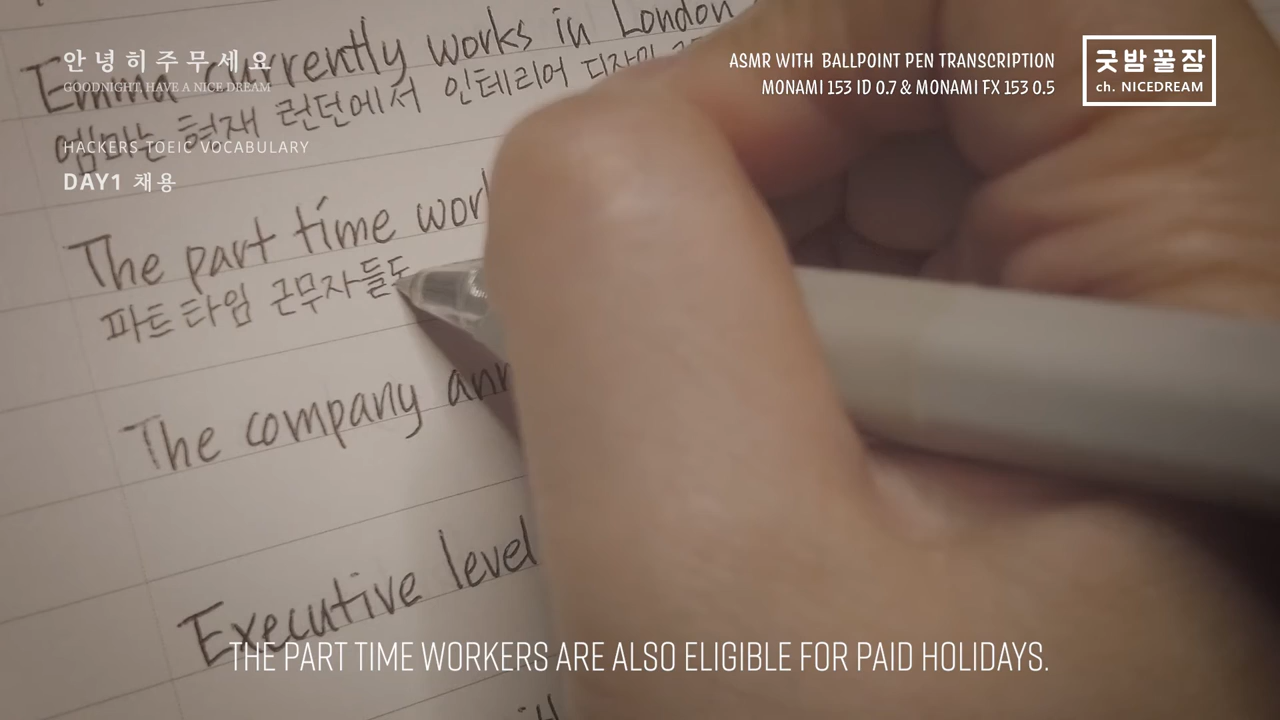 안녕히주무세요
GOODNIGHT, HAVE A NICE DREAM
HACKERS TOEIC VOCABULARY
DAY1 채용
ASMR WITH BALLPOINT PEN TRANSCRIPTION
MONAMI 153 ID 0.7 & MONAMI FX 153 0.5
굿밤꿀잠
ch. NICEDREAM
Emma currently works in London
엠마는 현재 런던에서 인테리어 디자인
The part time wor
파트타임 근무자들도
The company ann
Executive level
THE PART TIME WORKERS ARE ALSO ELIGIBLE FOR PAID HOLIDAYS.